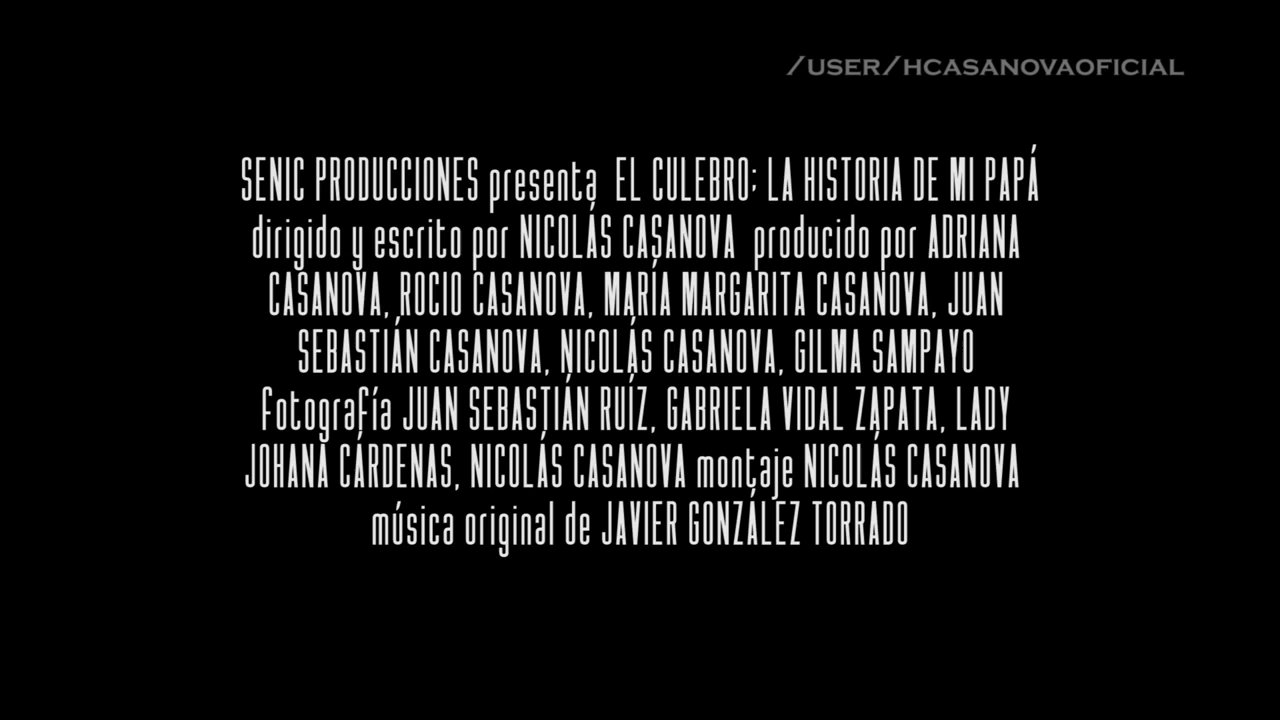 /USER/HCASANOVAOFICIAL
SENIC PRODUCCIONES presenta EL CULEBRO: LA HISTORIA DE MI PAPÁ
dirigido y escrito por NICOLÁS CASANOVA producido por ADRIANA
CASANOVA, ROCIO CASANOVA, MARÍA MARGARITA CASANOVA, JUAN
SEBASTIÁN CASANOVA, NICOLÁS CASANOVA, GILMA SAMPAYO
fotografía JUAN SEBASTIÁN RUÍZ, GABRIELA VIDAL ZAPATA, LADY
JOHANA CÁRDENAS, NICOLÁS CASANOVA montaje NICOLÁS CASANOVA
música original de JAVIER GONZÁLEZ TORRADO